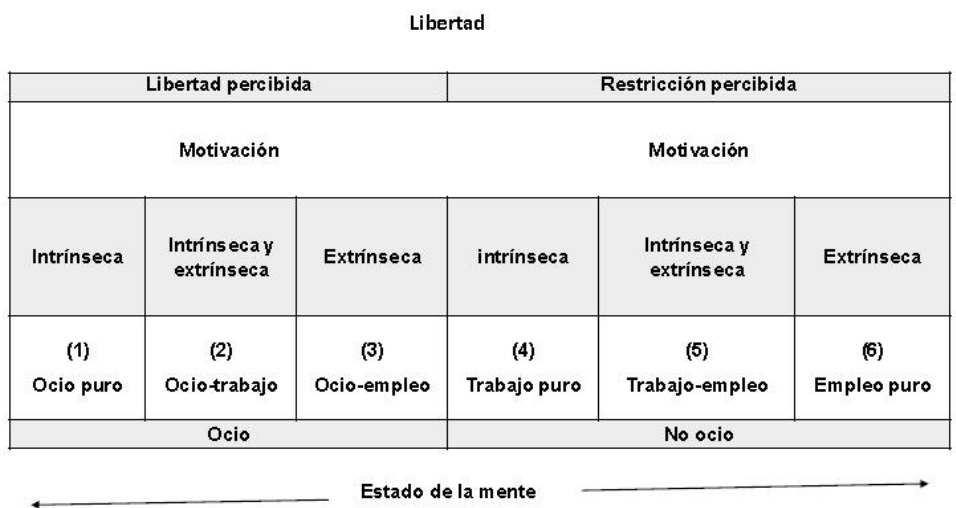 Libertad
Libertad percibida
Restricción percibida
Motivación
Motivación
Intrínseca
Intrínseca y
extrínseca
Extrínseca
intrínseca
Intrínseca y
extrínseca
Extrínseca
(1)
Ocio puro
(2)
Ocio-trabajo
(3)
Ocio-empleo
(4)
Trabajo puro
(5)
Trabajo-empleo
(6)
Empleo puro
Ocio
No ocio
Estado de la mente